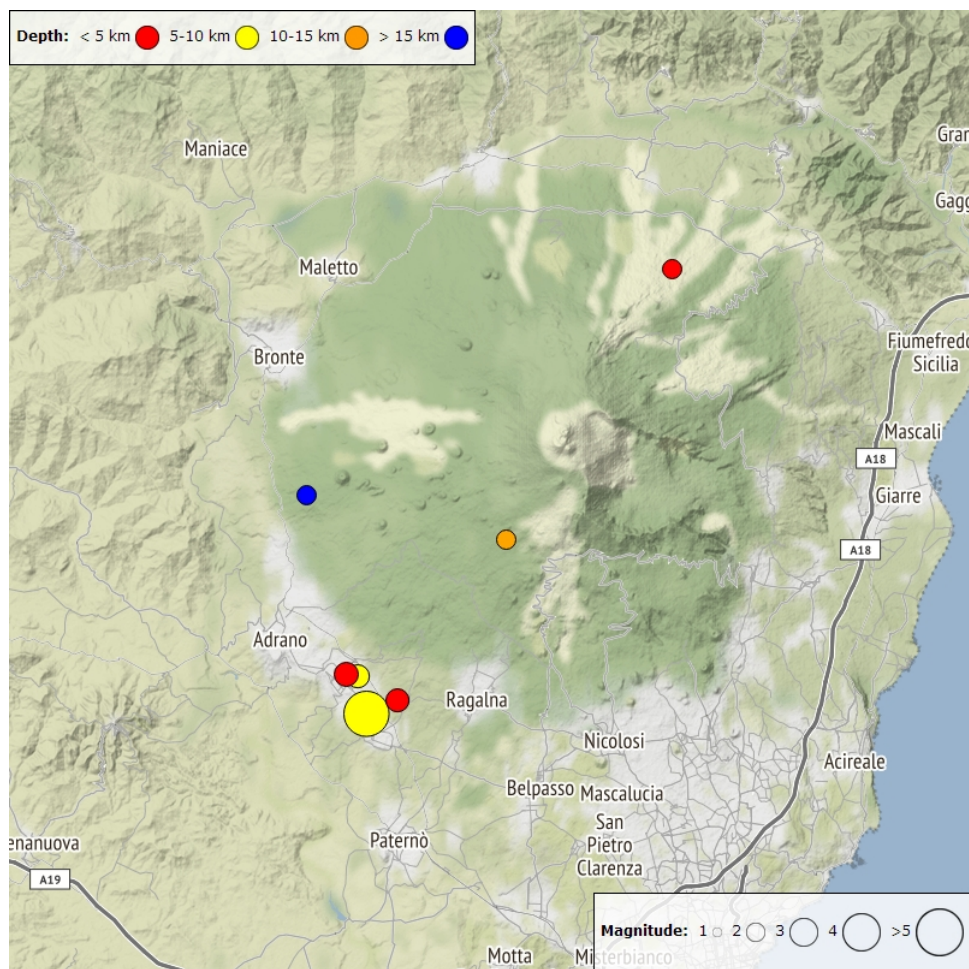 Depth: < 5 km 5-10 km 10-15 km > 15 km
Maniace
Gran
Gagg
Maletto
Fiumefreddo
Sicilia
Bronte
Mascali
A18
Giarre
A18
Adrano
Ragalna
Nicolosi
Acireale
Belpasso
Mascalucia
San
Pietro
Clarenza
Paternò
enanuova
A19
Magnitude: 1 2 3 4 >5
Motta
Misterbianco